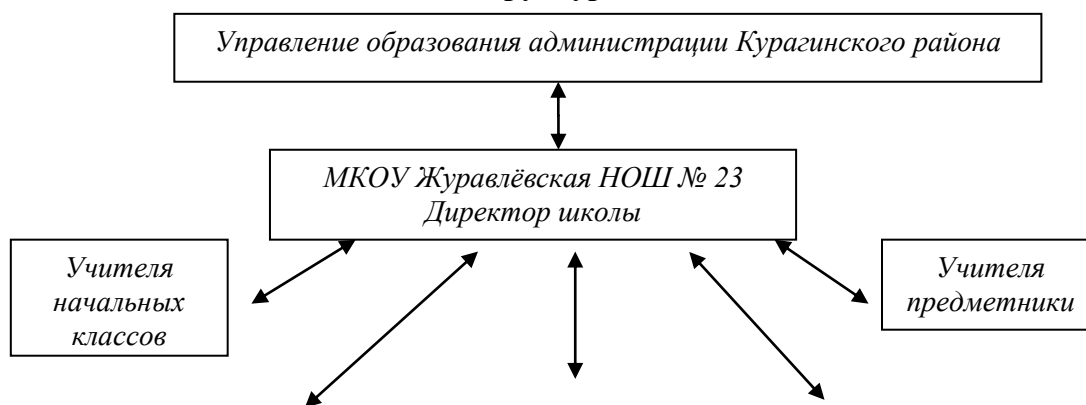 Управление образования администрации Курагинского района
МКОУ Журавлёвская НОШ № 23
Директор школы
Учителя
начальных
классов
Учителя
предметники